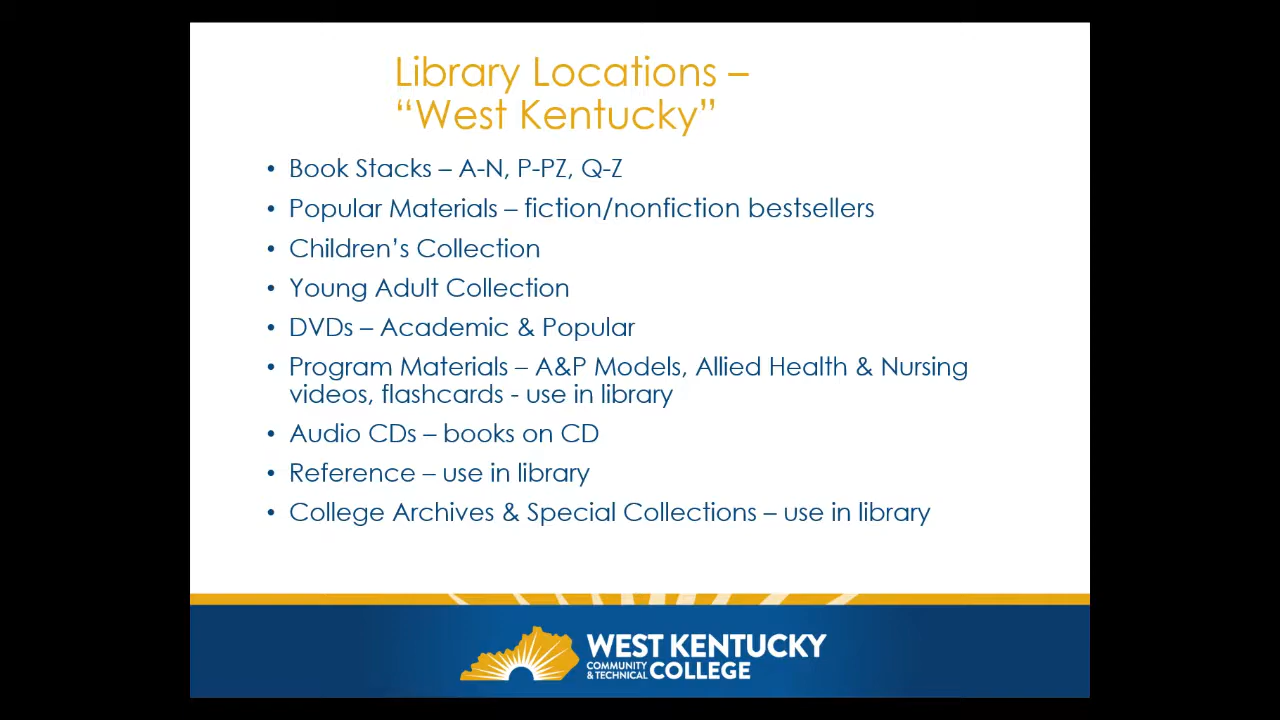 Library Locations –
“West Kentucky”
• Book Stacks – A-N, P-PZ, Q-Z
• Popular Materials – fiction/nonfiction bestsellers
• Children’s Collection
• Young Adult Collection
• DVDs – Academic & Popular
• Program Materials – A&P Models, Allied Health & Nursing
videos, flashcards - use in library
• Audio CDs – books on CD
• Reference – use in library
• College Archives & Special Collections – use in library
WEST KENTUCKY
COMMUNITY
& TECHNICAL COLLEGE